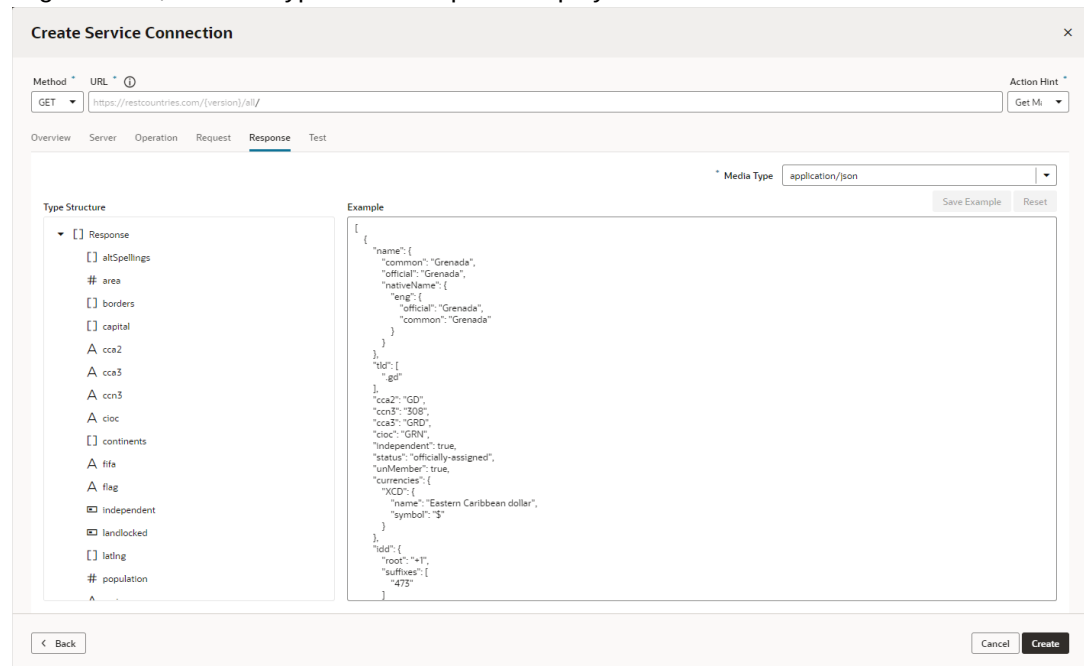 Create Service Connection
Method * URL *
Action Hint *
GET https://restcountries.com/{version}/all/
Get Ma
Overview Server Operation Request Response Test
* Media Type application/json
Save Example Reset
Type Structure
Example
[] Response
[] altSpellings
# area
[] borders
[] capital
A cca2
A cca3
A ccn3
A cioc
[] continents
A fifa
A flag
independent
landlocked
[] latlng
# population
[
{
"name": {
"common": "Grenada",
"official": "Grenada",
"nativeName": {
"eng": {
"official": "Grenada",
"common": "Grenada"
}
}
},
"tld": [
".gd"
],
"cca2": "GD",
"ccn3": "308",
"cca3": "GRD",
"cioc": "GRN",
"independent": true,
"status": "officially-assigned",
"unMember": true,
"currencies": {
"XCD": {
"name": "Eastern Caribbean dollar",
"symbol": "$"
}
},
"idd": {
"root": "+1",
"suffixes": [
"473"
]
< Back
Cancel Create